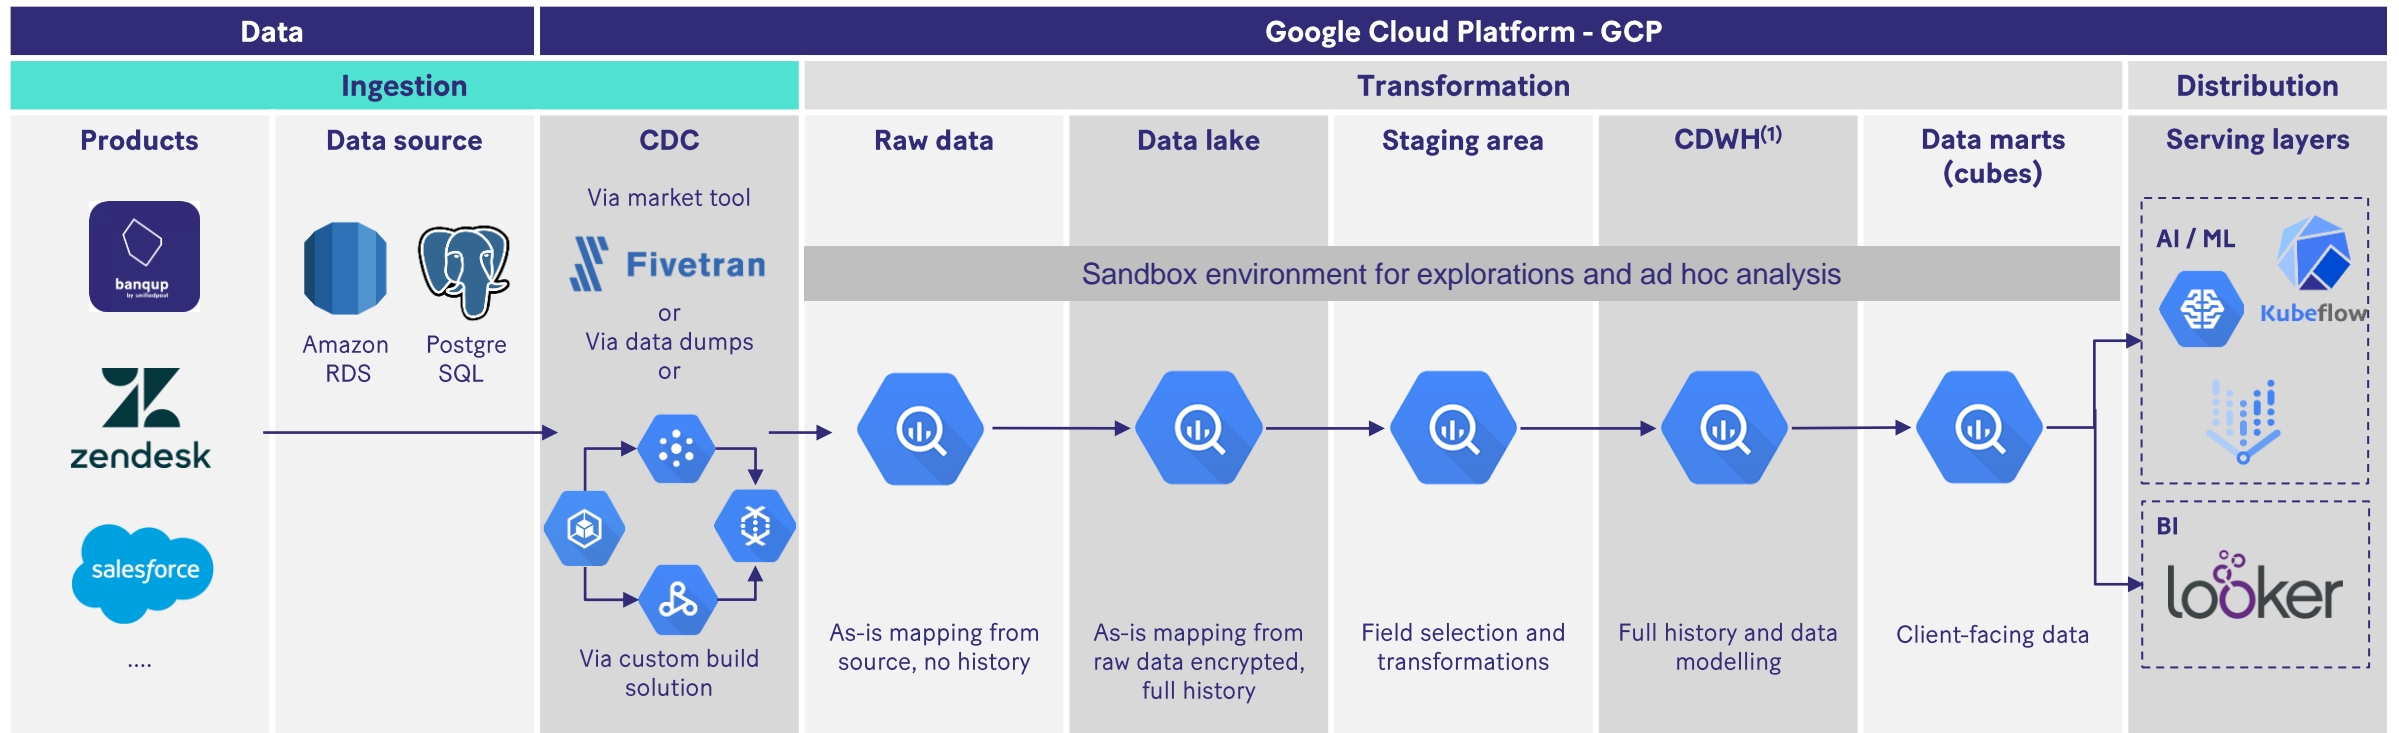 Data
Google Cloud Platform - GCP
Ingestion
Transformation
Distribution
Products
banqup
by unifiedpost
zendesk
salesforce
....
Data source
Amazon
RDS
Postgre
SQL
CDC
Via market tool
Fivetran
or
Via data dumps
or
Via custom build
solution
Sandbox environment for explorations and ad hoc analysis
Raw data
As-is mapping from
source, no history
Data lake
As-is mapping from
raw data encrypted,
full history
Staging area
Field selection and
transformations
CDWH(1)
Full history and data
modelling
Data marts
(cubes)
Client-facing data
Serving layers
AI / ML
Kubeflow
BI
looker